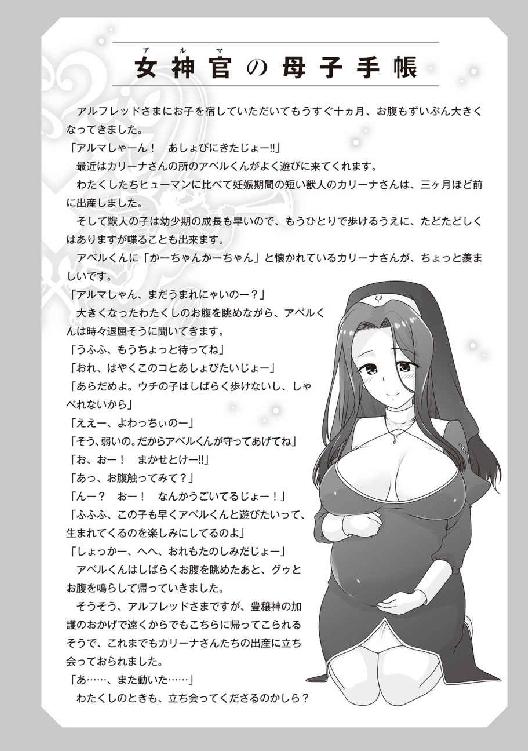 アルマ
女神官の母子手帳
アルフレッドさまにお子を宿していただいてもうすぐ十ヵ月、お腹もずいぶん大きく
なってきました。
「アルマしゃーん！　あしょびにきたじょー!!」
最近はカリーナさんの所のアベルくんがよく遊びに来てくれます。
わたくしたちヒューマンに比べて妊娠期間の短い獣人のカリーナさんは、三ヶ月ほど前
に出産しました。
そして獣人の子は幼少期の成長も早いので、もうひとりで歩けるうえに、たどたどしく
はありますが喋ることも出来ます。
アベルくんに「かーちゃんかーちゃん」と懐かれているカリーナさんが、ちょっと羨ま
しいです。
「アルマしゃん、まだうまれにゃいのー？」
大きくなったわたくしのお腹を眺めながら、アベルく
んは時々退屈そうに聞いてきます。
「うふふ、もうちょっと待ってね」
「おれ、はやくこのコとあしょびたいじょー」
「あらだめよ。ウチの子はしばらく歩けないし、しゃ
べれないから」
「ええー、よわっちぃのー」
「そう、弱いの。だからアベルくんが守ってあげてね」
「お、おー！　まかせとけー!!」
「あっ、お腹触ってみて？」
「んー？　おー！　なんかうごいてるじょー！」
「ふふふ、この子も早くアベルくんと遊びたいって、
生まれてくるのを楽しみにしてるのよ」
「しょっかー、へへ、おれもたのしみだじょー」
アベルくんはしばらくお腹を眺めたあと、グゥと
お腹を鳴らして帰っていきました。
そうそう、アルフレッドさまですが、豊穣神の加
護のおかげで遠くからでもこちらに帰ってこられる
そうで、これまでもカリーナさんたちの出産に立ち
会っておられました。
「あ……、また動いた……」
わたくしのときも、立ち会ってくださるのかしら？